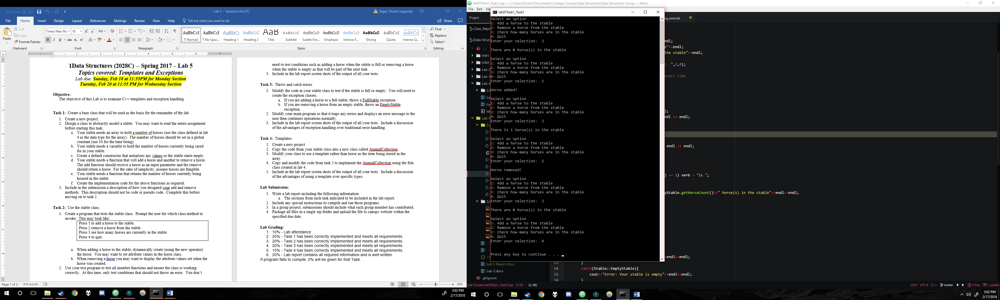 AutoSave Off
Lab 5 - Saved to this PC
Seger, Dustin (segerde)
File Home Insert Design Layout References Mailings Review View Help Tell me what you want to do Share
Paste
Cut
Copy
Format Painter
Times New Ro 18
AaBbCcI AaBbCcI AaBbC( AaBbCcE AaB AaBbCcD AaBbCcD AaBbCcD AaBbCcD AaBbCcD AaBbCcI AaBbCcI
¶ Normal ¶ No Spac... Heading 1 Heading 2 Title Subtitle Subtle Em... Emphasis Intense E... Strong Quote Intense Q...
Find
Replace
Select
Clipboard Font Paragraph Styles Editing
1Data Structures (2028C) -- Spring 2017 – Lab 5
Topics covered: Templates and Exceptions
Lab due: Sunday, Feb 18 at 11:55PM for Monday Section
Tuesday, Feb 20 at 11:55 PM for Wednesday Section
Objective:
The objective of this Lab is to examine C++ templates and exception handling.
Task 1: Create a base class that will be used as the basis for the remainder of the lab.
1. Create a new project.
2. Design a class to abstractly model a stable. You may want to read the entire assignment
before starting this task.
a. Your stable needs an array to hold a number of horses (use the class defined in lab
4 as the data type for the array). The number of horses should be set in a global
constant (use 10 for the time being).
b. Your stable needs a variable to hold the number of horses currently being cared
for in your stable.
c. Create a default constructor that initializes any values so the stable starts empty.
d. Your stable needs a function that will add a horse and another to remove a horse.
The add function should receive a horse as an input parameter and the remove
should return a horse. For the sake of simplicity, assume horses are fungible.
e. Your stable needs a function that returns the number of horses currently being
housed in the stable.
f. Create the implementation code for the above functions as required.
3. Include in the submission a description of how you designed your add and remove
methods. This description should not be code or pseudo code. Complete this before
moving on to task 2.
Task 2: Use the stable class.
1. Create a program that tests the stable class. Prompt the user for which class method to
invoke. This may look like:
Press 1 to add a horse to the stable.
Press 2 remove a horse from the stable.
Press 3 see how many horses are currently in the stable.
Press 4 to quit.
a. When adding a horse to the stable, dynamically create (using the new operator)
the horse. You may want to set attribute values in the horse class.
b. When removing a horse you may want to display the attribute values set when the
horse was created.
2. Use your test program to test all member functions and ensure the class is working
correctly. At this time, only test conditions that should not throw an error. You don't
need to test conditions such as adding a horse when the stable is full or removing a horse
when the stable is empty as that will be part of the next task.
3. Include in the lab report screen shots of the output of all your tests.
Task 3: Throw and catch errors.
1. Modify the code in your stable class to test if the stable is full or empty. You will need to
create the exception classes.
a. If you are adding a horse to a full stable, throw a FullStable exception.
b. If you are removing a horse from an empty stable, throw an EmptyStable
exception.
2. Modify your main program so that it traps any errors and displays an error message to the
user then continues operations normally.
3. Include in the lab report screen shots of the output of all your tests. Include a discussion
of the advantages of exception handling over traditional error handling.
Task 4: Templates.
1. Create a new project
2. Copy the code from your stable class into a new class called AnimalCollection.
3. Modify your class to use a template rather than horse as the item being stored in the
array.
4. Copy and modify the code from task 2 to implement the AnimalCollection using the fish
class created in lab 4.
5. Include in the lab report screen shots of the output of all your tests. Include a discussion
of the advantages of using a template over specific types.
Lab Submission:
1. Write a lab report including the following information:
a. The sections from each task indicated to be included in the lab report.
2. Include any special instructions to compile and run those programs.
3. In a group project, submissions should include what each group member has contributed.
4. Package all files in a single zip folder and upload the file to canopy website within the
specified due date.
Lab Grading:
1. 10% - Lab attendance
2. 20% - Task 1 has been correctly implemented and meets all requirements.
3. 20% - Task 2 has been correctly implemented and meets all requirements.
4. 20% - Task 3 has been correctly implemented and meets all requirements.
5. 15% - Task 4 has been correctly implemented and meets all requirements.
6. 20% - Lab report contains all required information and is well written.
If program fails to compile, 0% will be given for that Task.
Page 1 of 2 814 words
90%
3:02 PM
2/17/2018
lab05Task1_Task3.cpp — C:\Users\Dustin\Documents\College Courses\Data Structures\Data-Structures-Group — Atom
File Edit Vie
Project
Class_Repo
Data-Struct
.git
HW1
HW2
Lab 2
Lab 3
Lab 4
Co
La
La
lab
Lab 5
Co
Sc
Lab 5 Report.docx
Lab 5.docx
.gitignore
lab05Task1_Task3
Select an option
1: Add a horse to the stable
2: Remove a horse from the stable
3: Check how many horses are in the stable
4: Quit
Enter your selection: 3
There are 0 horse(s) in the stable
Select an option
1: Add a horse to the stable
2: Remove a horse from the stable
3: Check how many horses are in the stable
4: Quit
Enter your selection: 1
Horse added!
Select an option
1: Add a horse to the stable
2: Remove a horse from the stable
3: Check how many horses are in the stable
4: Quit
Enter your selection: 3
There is 1 horse(s) in the stable
Select an option
1: Add a horse to the stable
2: Remove a horse from the stable
3: Check how many horses are in the stable
4: Quit
Enter your selection: 2
Horse removed!
Select an option
1: Add a horse to the stable
2: Remove a horse from the stable
3: Check how many horses are in the stable
4: Quit
Enter your selection: 3
There are 0 horse(s) in the stable
Select an option
1: Add a horse to the stable
2: Remove a horse from the stable
3: Check how many horses are in the stable
4: Quit
Enter your selection: 4
Press any key to continue . . .
ng_error.txt
endl;
e"<<endl;
the stable"<<endl;
: ",1,4);
every time
);
endl << endl;
endl << endl;
) == 1) verb = "is ";
yStable.getHorseCount()<<" horse(s) in the stable"<<endl<<endl;
<endl<<endl;
53 }
54 catch(Stable::EmptyStable){
55 cout<<"Error: Your stable is empty"<<endl<<endl;
56 }
Lab 5\Code\lab05Task1_Task3.cpp 31:24 (2, 40)
CRLF UTF-8 C++ master 5 files 1 update
3:02 PM
2/17/2018